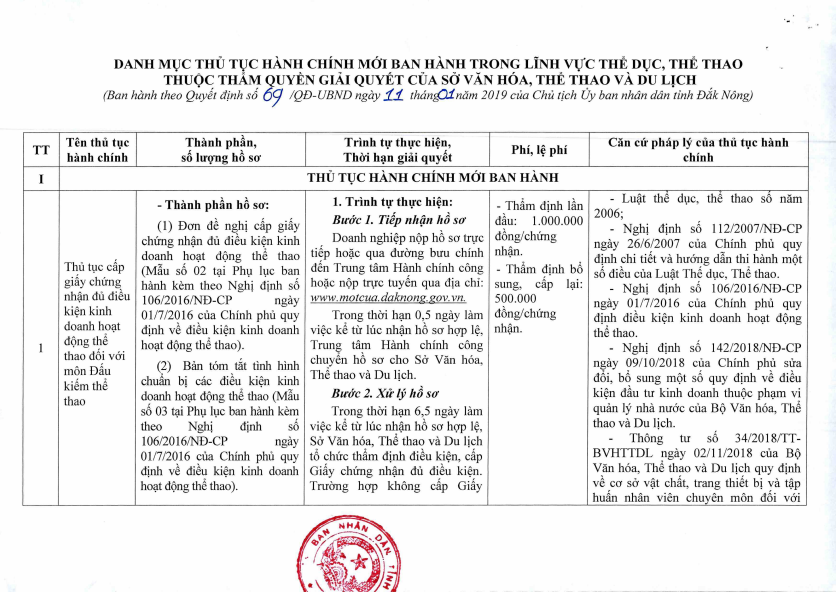 DANH MỤC THỦ TỤC HÀNH CHÍNH MỚI BAN HÀNH TRONG LĨNH VỰC THỂ DỤC, THỂ THAO
THUỘC THẨM QUYỀN GIẢI QUYẾT CỦA SỞ VĂN HÓA, THỂ THAO VÀ DU LỊCH
(Ban hành theo Quyết định số 69 /QĐ-UBND ngày 11 tháng 01 năm 2019 của Chủ tịch Ủy ban nhân dân tỉnh Đắk Nông)
TT
Tên thủ tục
hành chính
Thành phần,
số lượng hồ sơ
Trình tự thực hiện,
Thời hạn giải quyết
Phí, lệ phí
Căn cứ pháp lý của thủ tục hành
chính
I
THỦ TỤC HÀNH CHÍNH MỚI BAN HÀNH
1
Thủ tục cấp
giấy chứng
nhận đủ điều
kiện kinh
doanh hoạt
động thể
thao đối với
môn Đấu
kiếm thể
thao
- Thành phần hồ sơ:
(1) Đơn đề nghị cấp giấy
chứng nhận đủ điều kiện kinh
doanh hoạt động thể thao
(Mẫu số 02 tại Phụ lục ban
hành kèm theo Nghị định số
106/2016/NĐ-CP ngày
01/7/2016 của Chính phủ quy
định về điều kiện kinh doanh
hoạt động thể thao).
(2) Bản tóm tắt tình hình
chuẩn bị các điều kiện kinh
doanh hoạt động thể thao (Mẫu
số 03 tại Phụ lục ban hành kèm
theo Nghị định số
106/2016/NĐ-CP ngày
01/7/2016 của Chính phủ quy
định về điều kiện kinh doanh
hoạt động thể thao).
1. Trình tự thực hiện:
Bước 1. Tiếp nhận hồ sơ
Doanh nghiệp nộp hồ sơ trực
tiếp hoặc qua đường bưu chính
đến Trung tâm Hành chính công
hoặc nộp trực tuyến qua địa chỉ:
www.motcua.daknong.gov.vn.
Trong thời hạn 0,5 ngày làm
việc kể từ lúc nhận hồ sơ hợp lệ,
Trung tâm Hành chính công
chuyển hồ sơ cho Sở Văn hóa,
Thể thao và Du lịch.
Bước 2. Xử lý hồ sơ
Trong thời hạn 6,5 ngày làm
việc kể từ lúc nhận hồ sơ hợp lệ,
Sở Văn hóa, Thể thao và Du lịch
tổ chức thẩm định điều kiện, cấp
Giấy chứng nhận đủ điều kiện.
Trường hợp không cấp Giấy
- Thẩm định lần
đầu: 1.000.000
đồng/chứng
nhận.
- Thẩm định bổ
sung, cấp lại:
500.000
đồng/chứng
nhận.
- Luật thể dục, thể thao số năm
2006;
- Nghị định số 112/2007/NĐ-CP
ngày 26/6/2007 của Chính phủ quy
định chi tiết và hướng dẫn thi hành một
số điều của Luật Thể dục, Thể thao.
- Nghị định số 106/2016/NĐ-CP
ngày 01/7/2016 của Chính phủ quy
định điều kiện kinh doanh hoạt động
thể thao.
- Nghị định số 142/2018/NĐ-CP
ngày 09/10/2018 của Chính phủ sửa
đổi, bổ sung một số quy định về điều
kiện đầu tư kinh doanh thuộc phạm vi
quản lý nhà nước của Bộ Văn hóa, Thể
thao và Du lịch.
- Thông tư số 34/2018/TT-
BVHTTDL ngày 02/11/2018 của Bộ
Văn hóa, Thể thao và Du lịch quy định
về cơ sở vật chất, trang thiết bị và tập
huấn nhân viên chuyên môn đối với
BAN NHÂN DÂN TỈNH